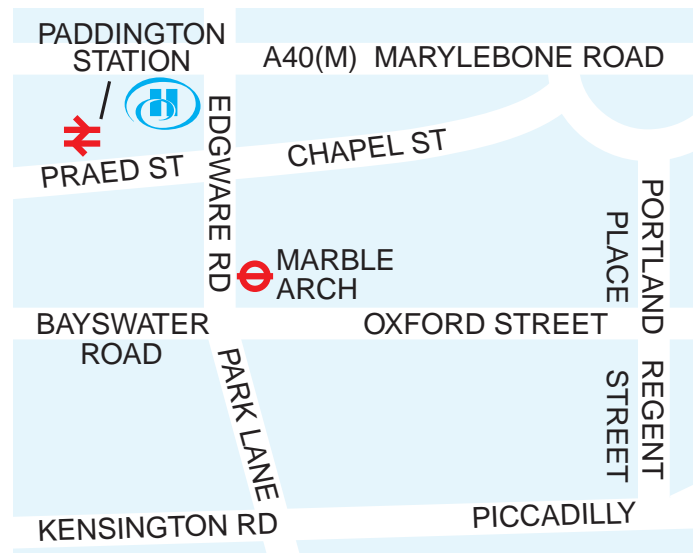 PADDINGTON
STATION
A40(M) MARYLEBONE ROAD
H
EDGWARE RD
PRAED ST
CHAPEL ST
PORTLAND
PLACE
MARBLE
ARCH
BAYSWATER
ROAD
OXFORD STREET
PARK LANE
REGENT
STREET
KENSINGTON RD
PICCADILLY